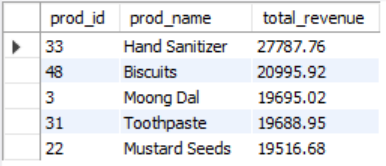 prod_id prod_name total_revenue
33 Hand Sanitizer 27787.76
48 Biscuits 20995.92
3 Moong Dal 19695.02
31 Toothpaste 19688.95
22 Mustard Seeds 19516.68